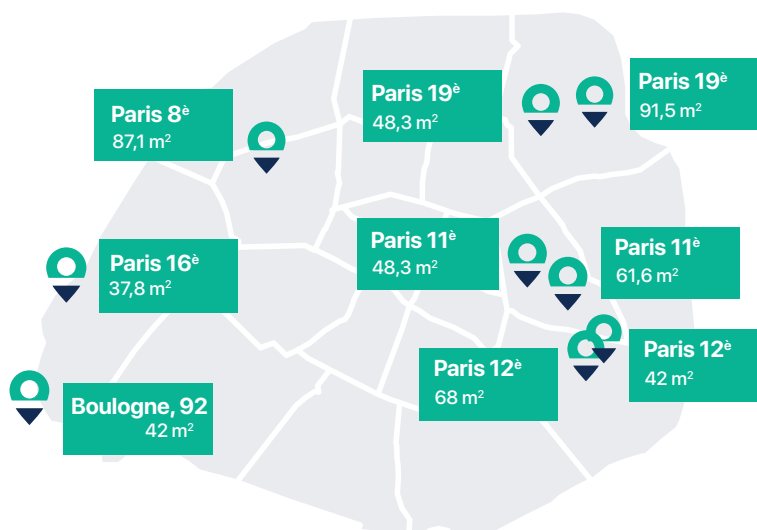 Paris 19è
91,5 m²
Paris 19è
48,3 m²
Paris 8è
87,1 m²
Paris 11è
48,3 m²
Paris 11è
61,6 m²
Paris 16è
37,8 m²
Paris 12è
42 m²
Paris 12è
68 m²
Boulogne, 92
42 m²